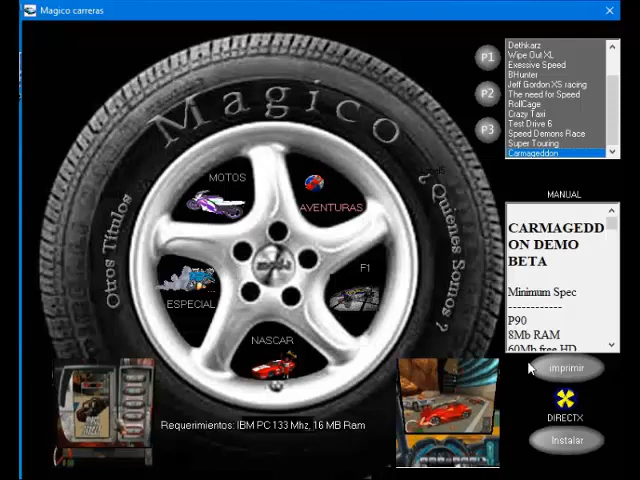 Magico carreras
Magico
Otros Titulos
¿ Quienes Somos ?
MOTOS
AVENTURAS
ESPECIAL
F1
NASCAR
Requerimientos: IBM PC 133 Mhz, 16 MB Ram
P1
P2
P3
Dethkarz
Wipe Out XL
Exessive Speed
BHunter
Jeff Gordon XS racing
The need for Speed
RollCage
Crazy Taxi
Test Drive 6
Speed Demons Race
Super Touring
Carmageddon
MANUAL
CARMAGEDD
ON DEMO
BETA
Minimum Spec
------------
P90
8Mb RAM
60Mb free HD
imprimir
DIRECTX
Instalar